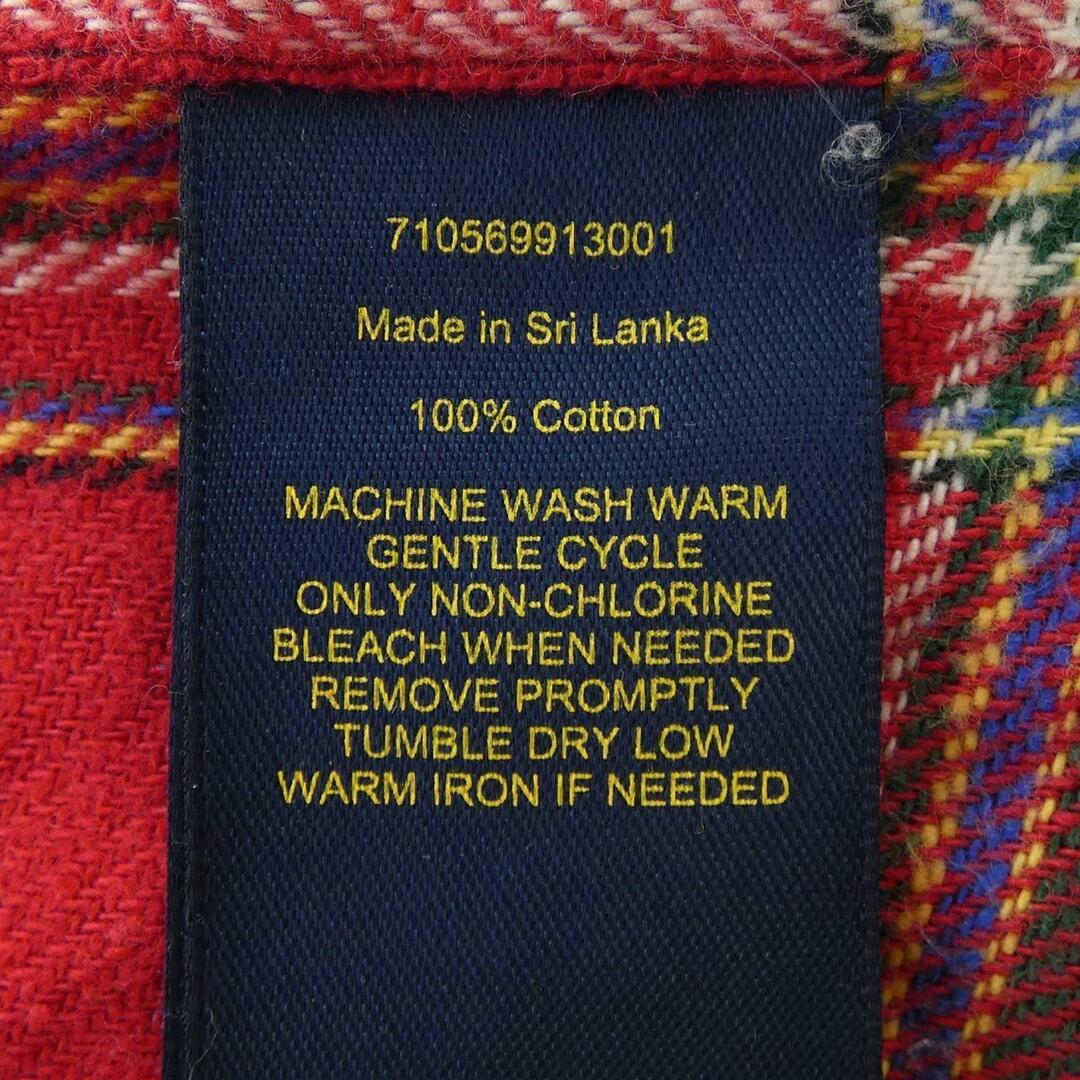 710569913001
Made in Sri Lanka
100% Cotton
MACHINE WASH WARM
GENTLE CYCLE
ONLY NON-CHLORINE
BLEACH WHEN NEEDED
REMOVE PROMPTLY
TUMBLE DRY LOW
WARM IRON IF NEEDED